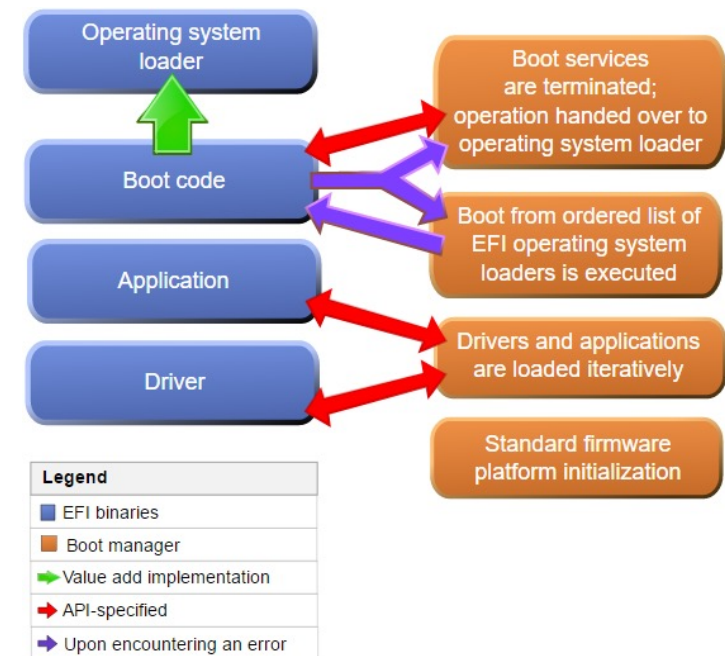 Operating system
loader
Boot code
Application
Driver
Boot services
are terminated;
operation handed over to
operating system loader
Boot from ordered list of
EFI operating system
loaders is executed
Drivers and applications
are loaded iteratively
Standard firmware
platform initialization
Legend
EFI binaries
Boot manager
Value add implementation
API-specified
Upon encountering an error